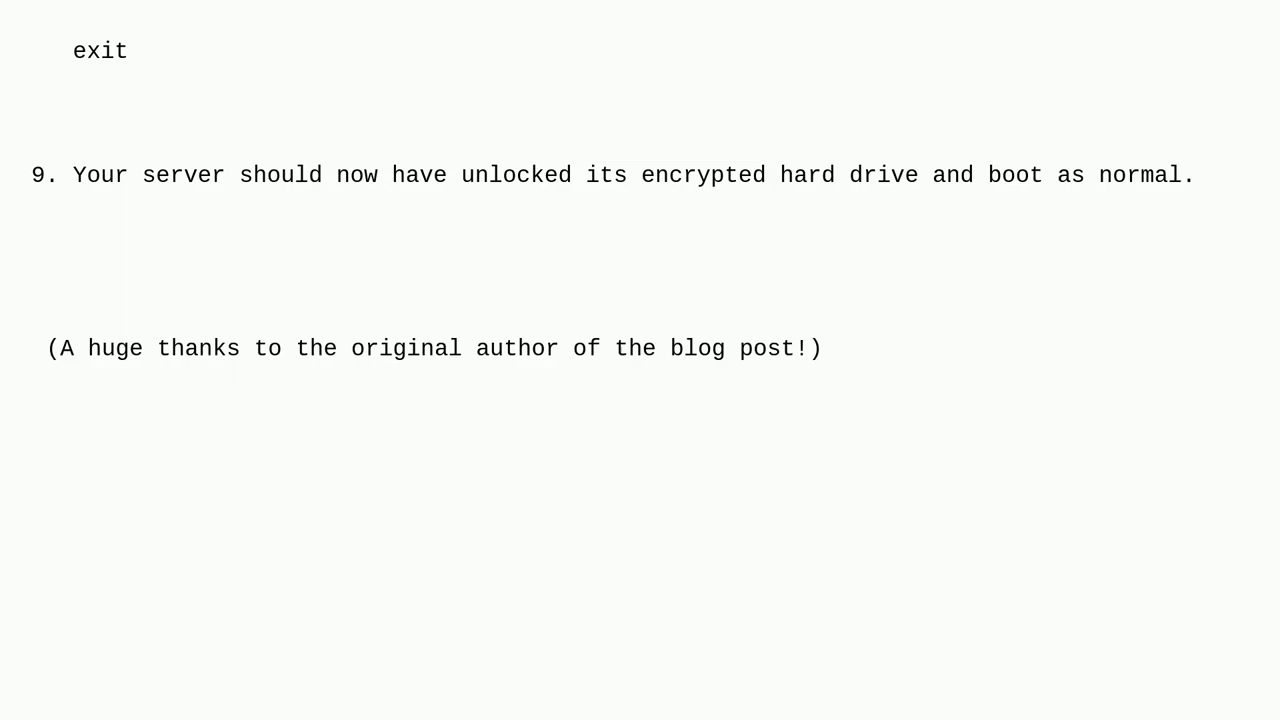 exit
9. Your server should now have unlocked its encrypted hard drive and boot as normal.
(A huge thanks to the original author of the blog post!)